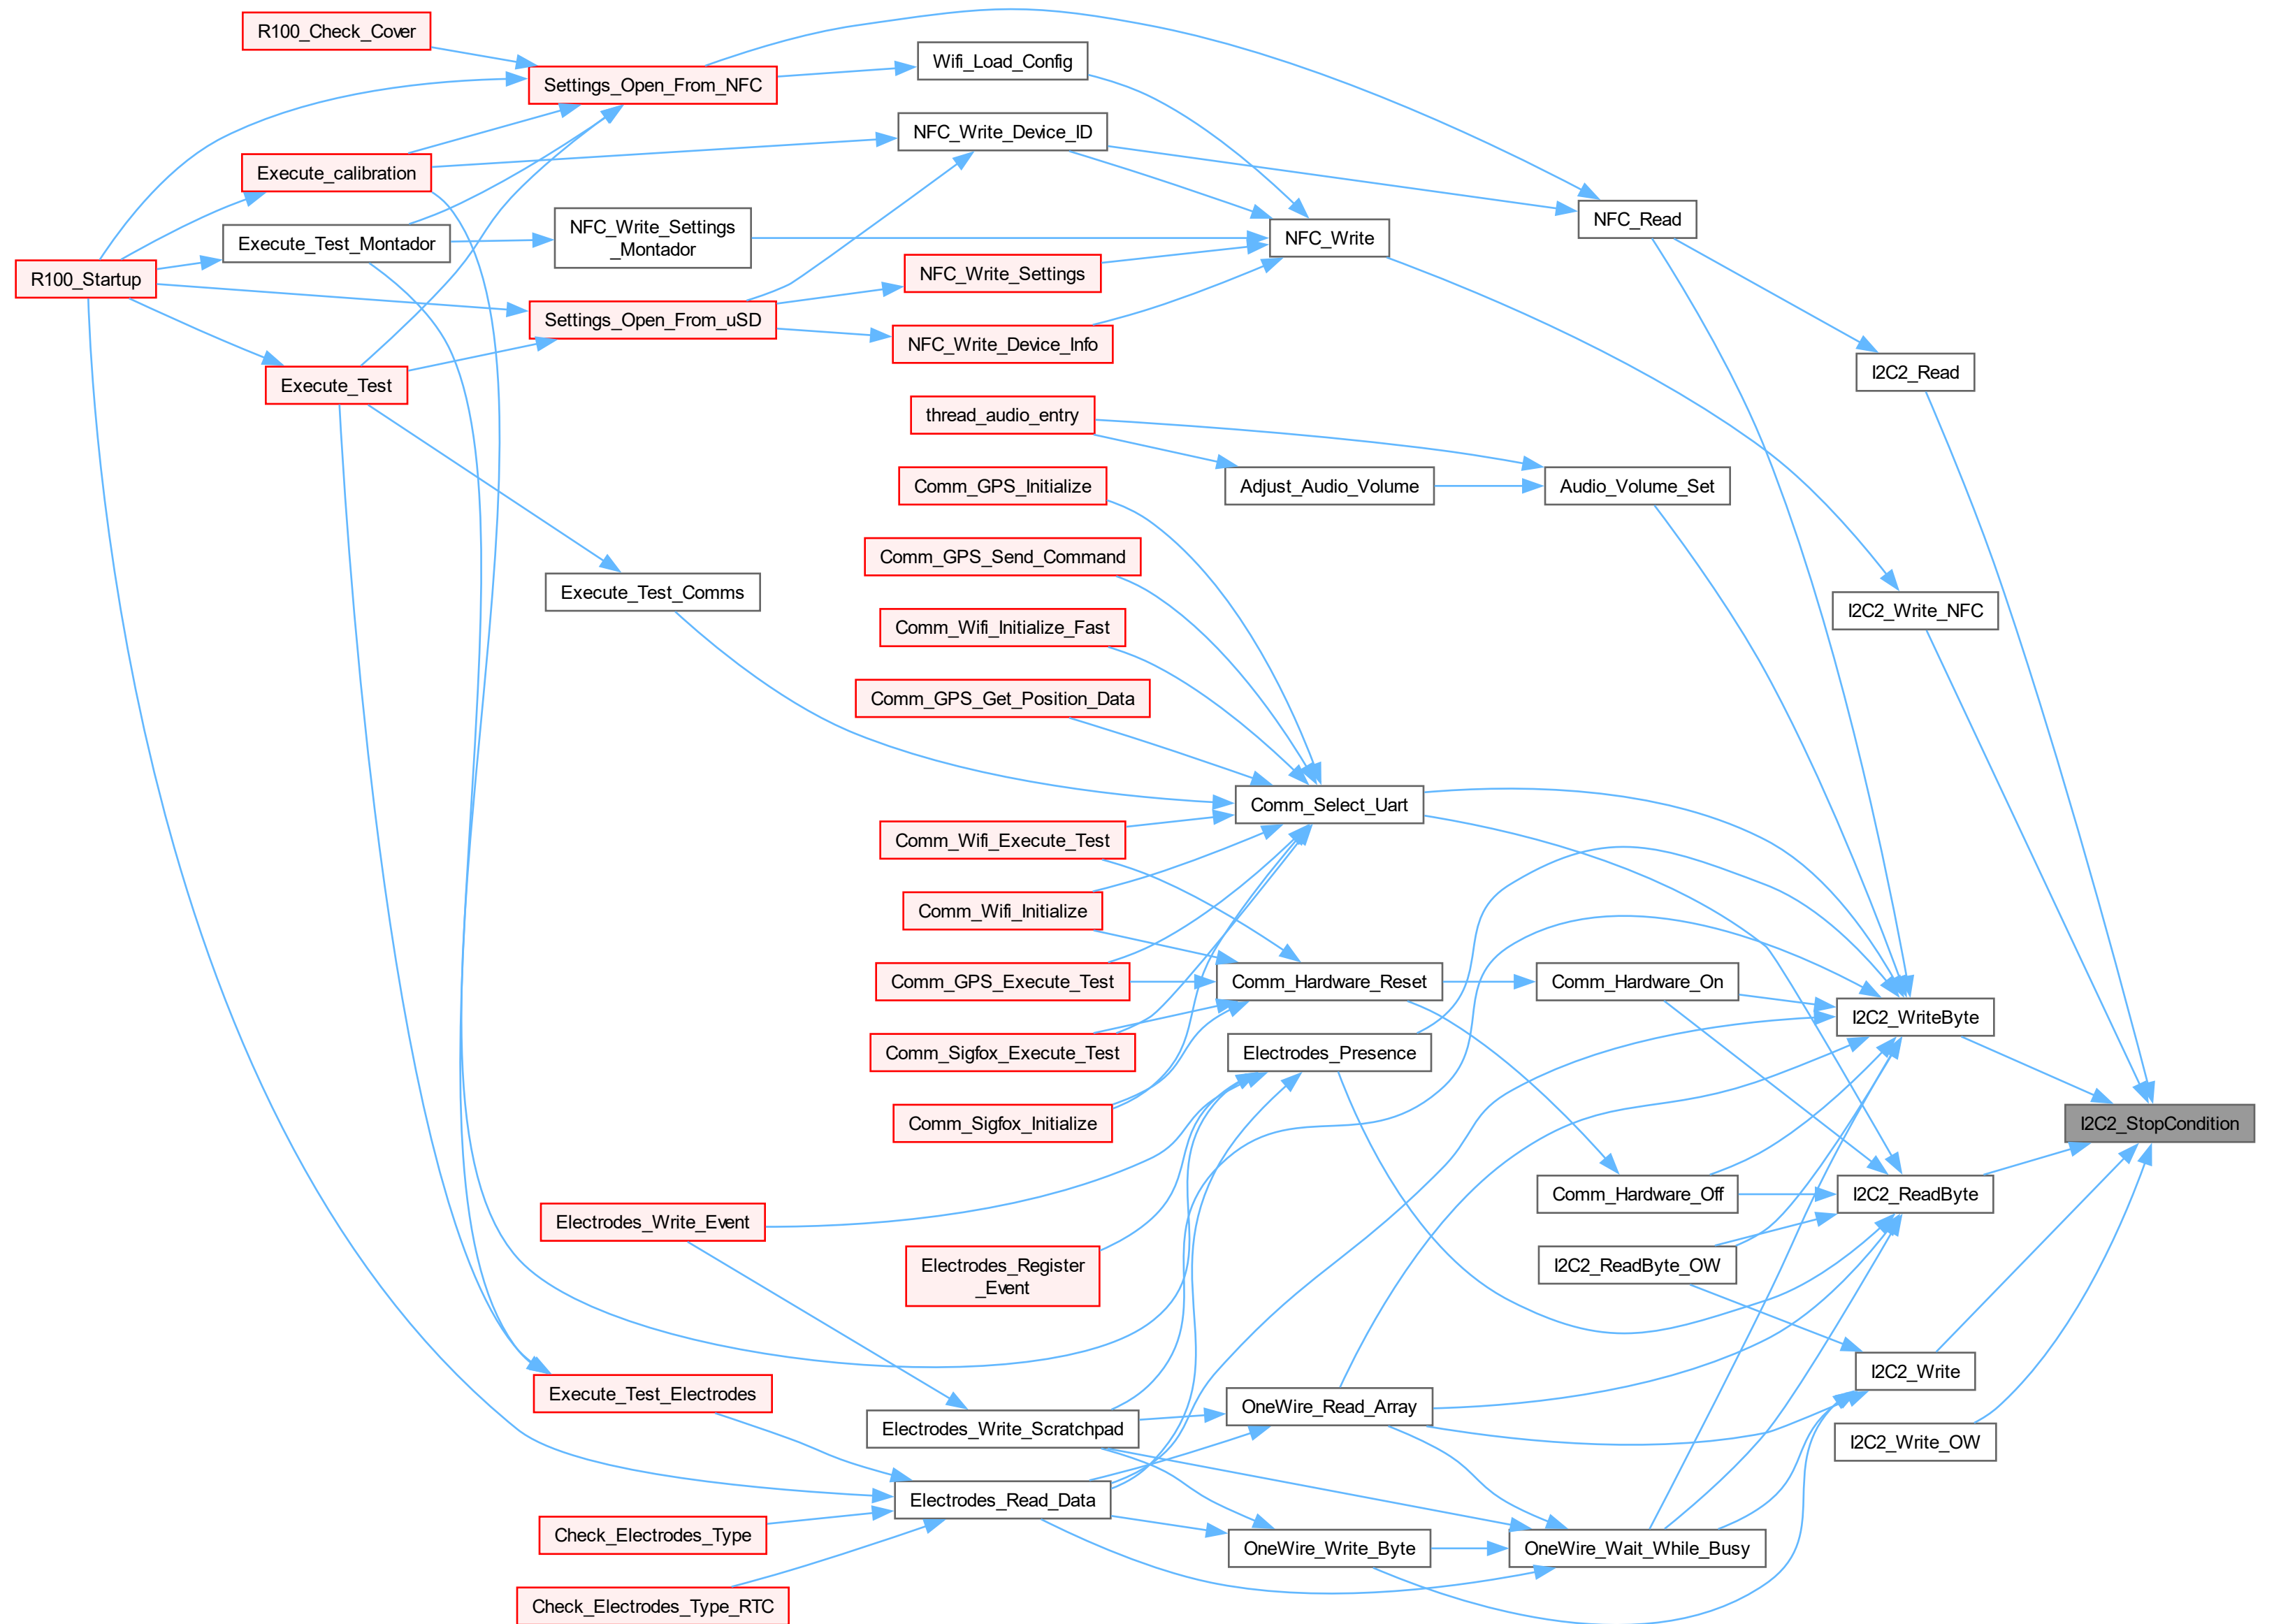 R100_Check_Cover
Wifi_Load_Config
Settings_Open_From_NFC
NFC_Write_Device_ID
Execute_calibration
NFC_Read
NFC_Write_Settings
_Montador
NFC_Write
Execute_Test_Montador
R100_Startup
NFC_Write_Settings
Settings_Open_From_uSD
NFC_Write_Device_Info
I2C2_Read
Execute_Test
thread_audio_entry
Comm_GPS_Initialize
Adjust_Audio_Volume
Audio_Volume_Set
Comm_GPS_Send_Command
Execute_Test_Comms
I2C2_Write_NFC
Comm_Wifi_Initialize_Fast
Comm_GPS_Get_Position_Data
Comm_Select_Uart
Comm_Wifi_Execute_Test
Comm_Wifi_Initialize
Comm_GPS_Execute_Test
Comm_Hardware_Reset
Comm_Hardware_On
I2C2_WriteByte
Comm_Sigfox_Execute_Test
Electrodes_Presence
Comm_Sigfox_Initialize
I2C2_StopCondition
Comm_Hardware_Off
I2C2_ReadByte
Electrodes_Write_Event
I2C2_ReadByte_OW
Electrodes_Register
_Event
I2C2_Write
Execute_Test_Electrodes
OneWire_Read_Array
Electrodes_Write_Scratchpad
I2C2_Write_OW
Electrodes_Read_Data
Check_Electrodes_Type
OneWire_Write_Byte
OneWire_Wait_While_Busy
Check_Electrodes_Type_RTC